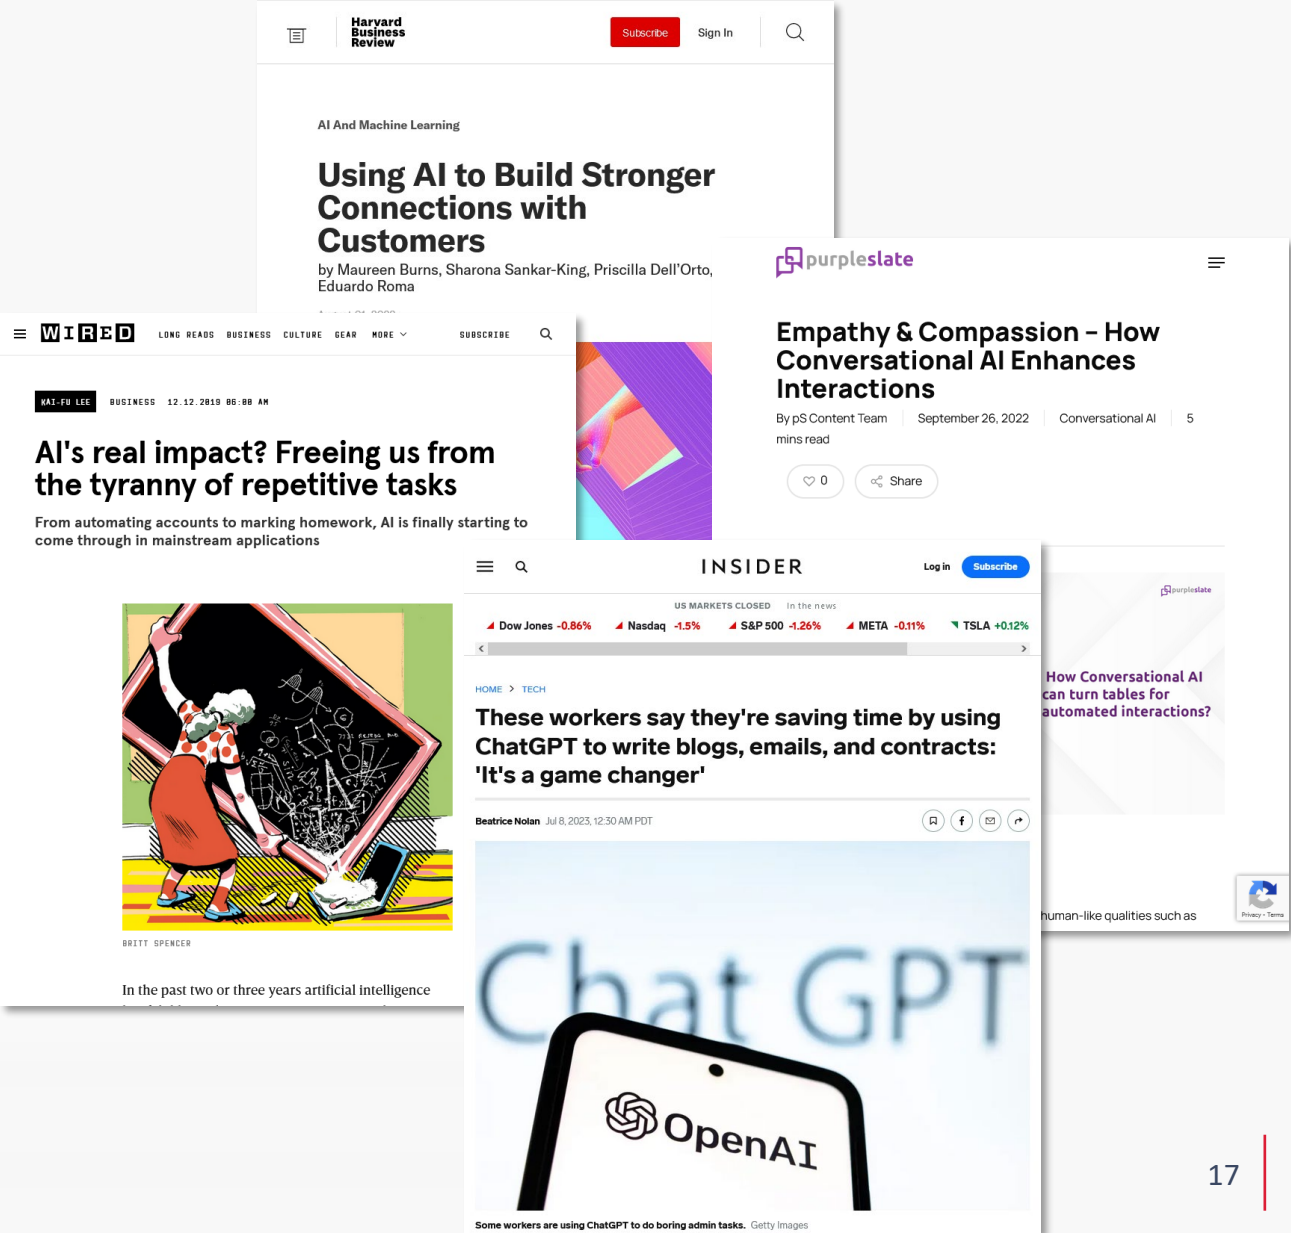 Harvard
Business
Review
Subscribe
Sign In
AI And Machine Learning
Using AI to Build Stronger
Connections with
Customers
by Maureen Burns, Sharona Sankar-King, Priscilla Dell'Orto,
Eduardo Roma
purpleslate
Empathy & Compassion – How
Conversational AI Enhances
Interactions
By pS Content Team
September 26, 2022
Conversational AI
5
mins read
0
Share
purpleslate
How Conversational AI
can turn tables for
automated interactions?
human-like qualities such as
Privacy - Terms
WIRED
LONG READS BUSINESS CULTURE GEAR MORE
SUBSCRIBE
KAI-FU LEE BUSINESS 12.12.2019 06:00 AM
AI's real impact? Freeing us from
the tyranny of repetitive tasks
From automating accounts to marking homework, AI is finally starting to
come through in mainstream applications
BRITT SPENCER
In the past two or three years artificial intelligence
INSIDER
Log in
Subscribe
US MARKETS CLOSED In the news
Dow Jones -0.86% Nasdaq -1.5% S&P 500 -1.26% META -0.11% TSLA +0.12%
HOME > TECH
These workers say they're saving time by using
ChatGPT to write blogs, emails, and contracts:
'It's a game changer'
Beatrice Nolan Jul 8, 2023, 12:30 AM PDT
Chat GPT
OpenAI
Some workers are using ChatGPT to do boring admin tasks. Getty Images
17